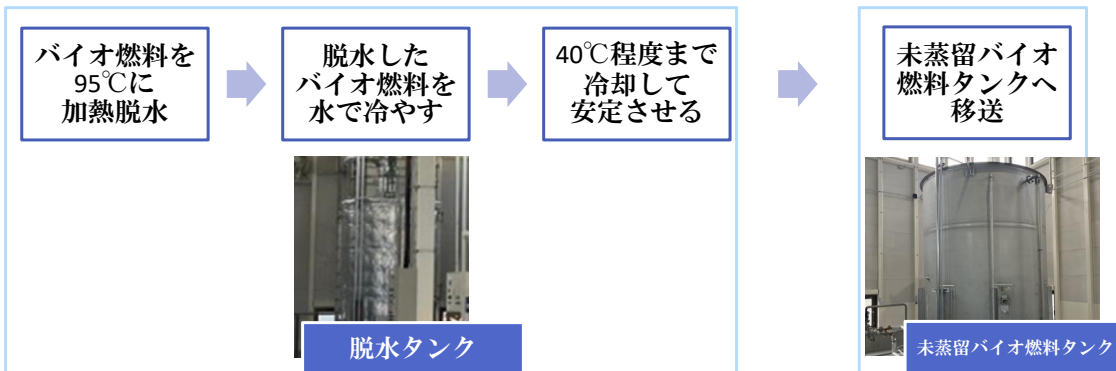 バイオ燃料を
95℃に
加熱脱水
脱水した
バイオ燃料を
水で冷やす
40℃程度まで
冷却して
安定させる
未蒸留バイオ
燃料タンクへ
移送
脱水タンク
未蒸留バイオ燃料タンク